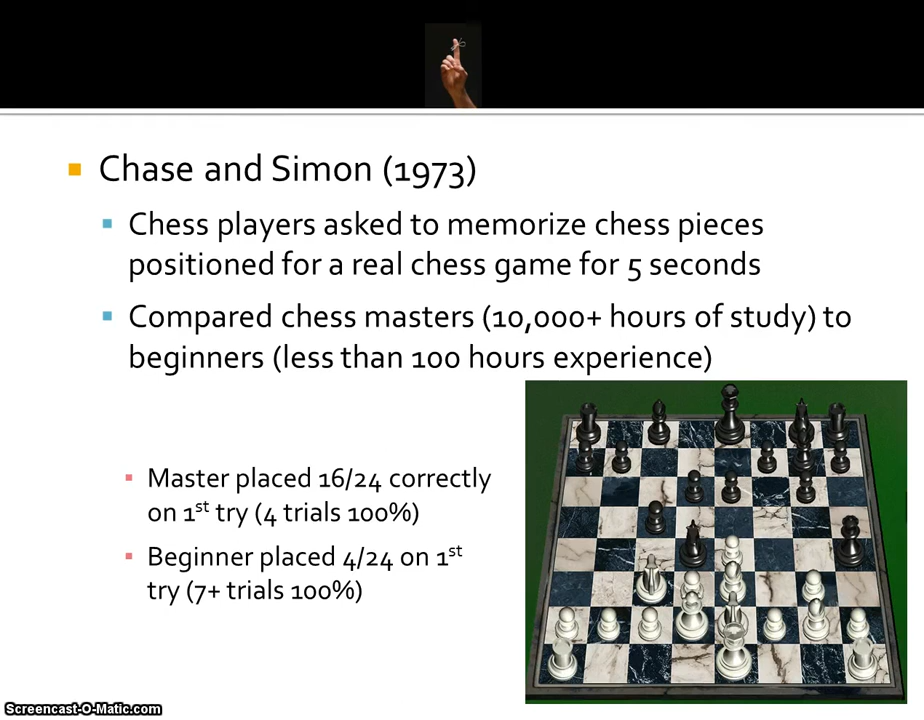 Chase and Simon (1973)
Chess players asked to memorize chess pieces
positioned for a real chess game for 5 seconds
Compared chess masters (10,000+ hours of study) to
beginners (less than 100 hours experience)
Master placed 16/24 correctly
on 1st try (4 trials 100%)
Beginner placed 4/24 on 1st
try (7+ trials 100%)
Screencast-O-Matic.com